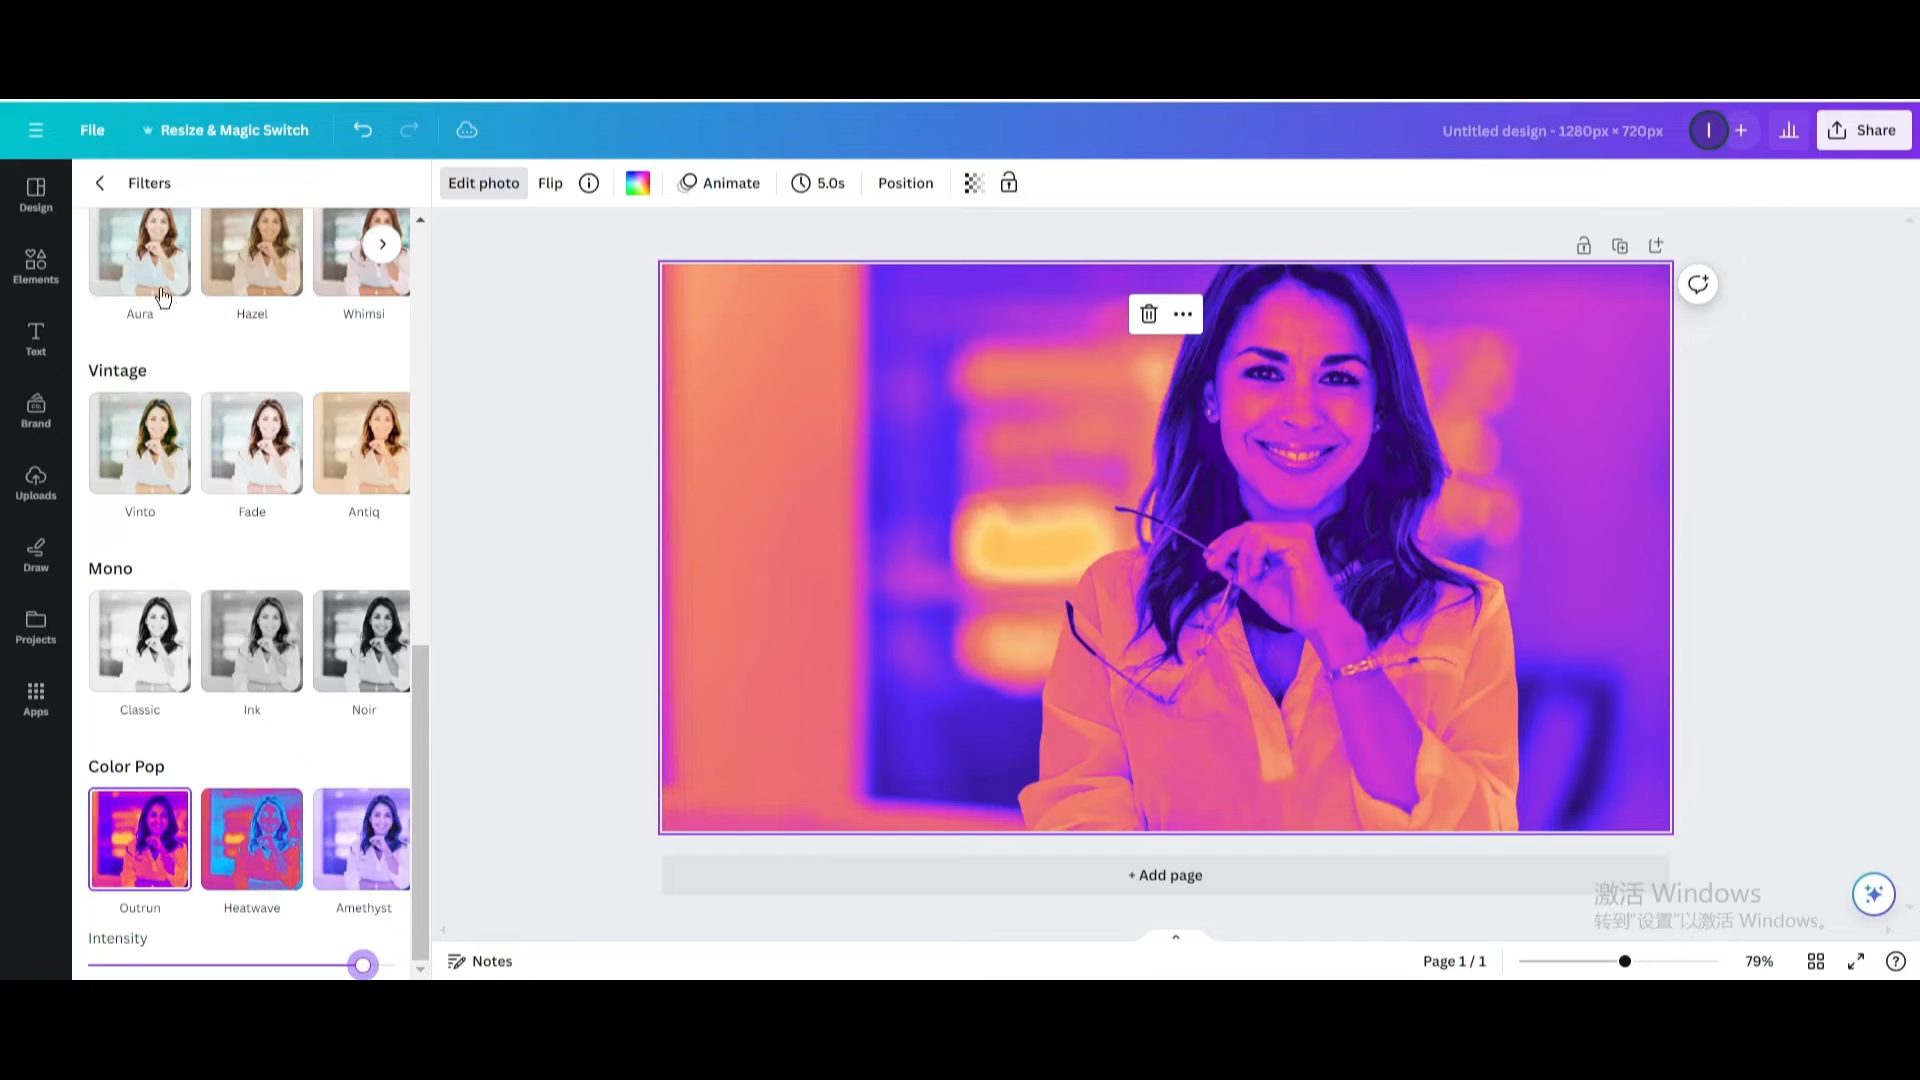 File
Resize & Magic Switch
Untitled design - 1280px × 720px
I
+
Share
Design
Elements
Text
Brand
Uploads
Draw
Projects
Apps
Filters
Edit photo
Flip
Animate
5.0s
Position
Aura
Hazel
Whimsi
Vintage
Vinto
Fade
Antiq
Mono
Classic
Ink
Noir
Color Pop
Outrun
Heatwave
Amethyst
Intensity
+ Add page
激活 Windows
转到"设置"以激活 Windows。
Notes
Page 1 / 1
79%